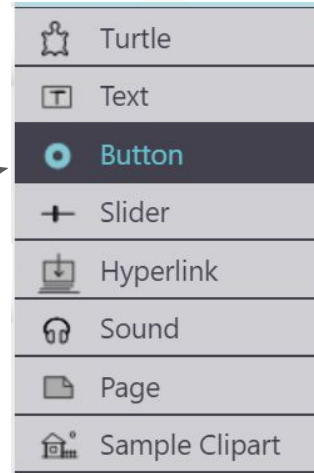 Turtle
Text
Button
Slider
Hyperlink
Sound
Page
Sample Clipart